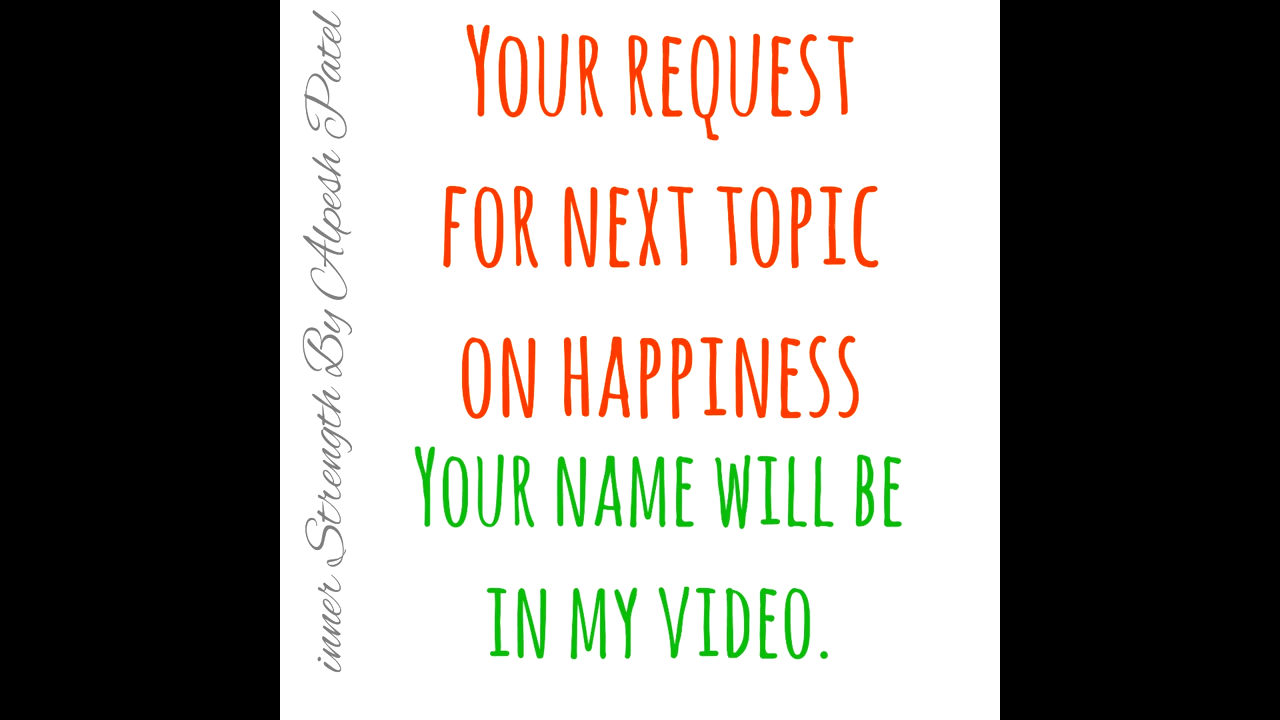 Your request
for next topic
on happiness
Your name will be
in my video.
inner Strength By Alpesh Patel